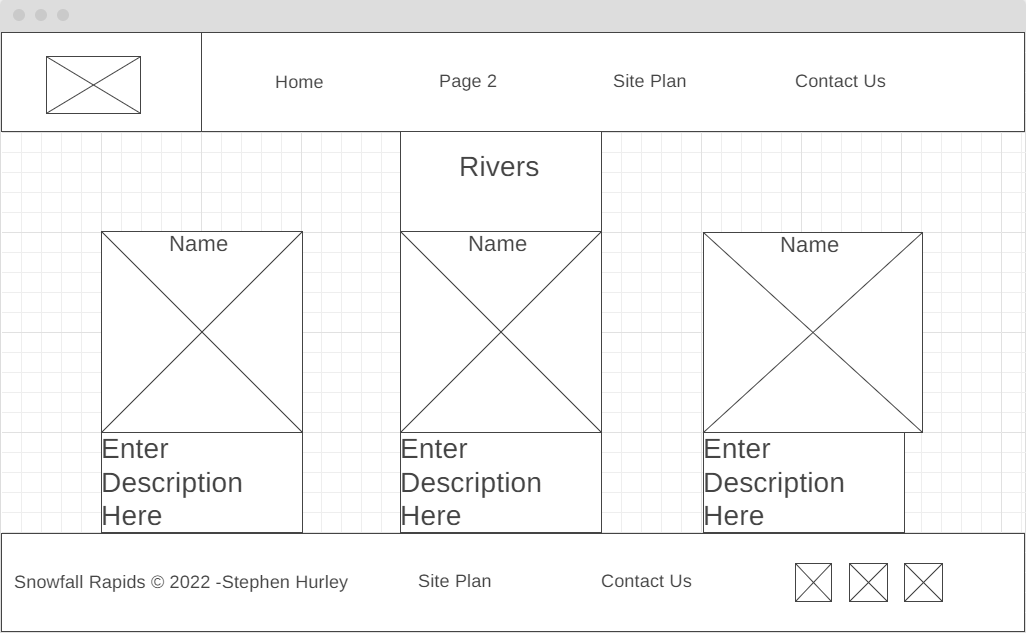 Home
Page 2
Site Plan
Contact Us
Rivers
Name
Name
Name
Enter
Description
Here
Enter
Description
Here
Enter
Description
Here
Snowfall Rapids © 2022 -Stephen Hurley
Site Plan
Contact Us